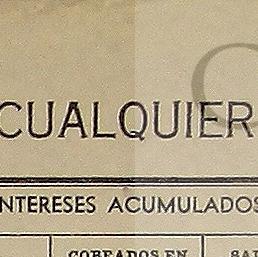 CUALQUIER
INTERESES ACUMULADOS
COBRADOS EN